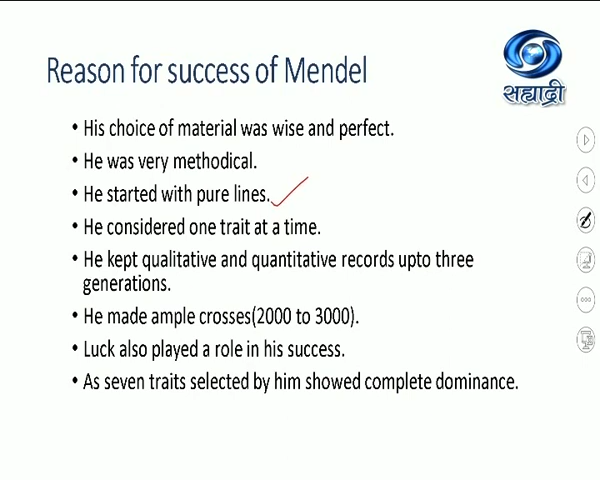 Reason for success of Mendel
सह्याद्री
• His choice of material was wise and perfect.
• He was very methodical.
• He started with pure lines.
• He considered one trait at a time.
• He kept qualitative and quantitative records upto three
generations.
• He made ample crosses(2000 to 3000).
• Luck also played a role in his success.
• As seven traits selected by him showed complete dominance.